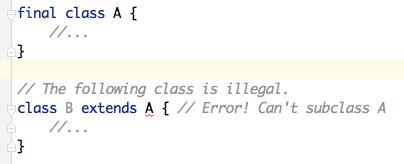 final class A {
//...
}
// The following class is illegal.
class B extends A { // Error! Can't subclass A
//...
}